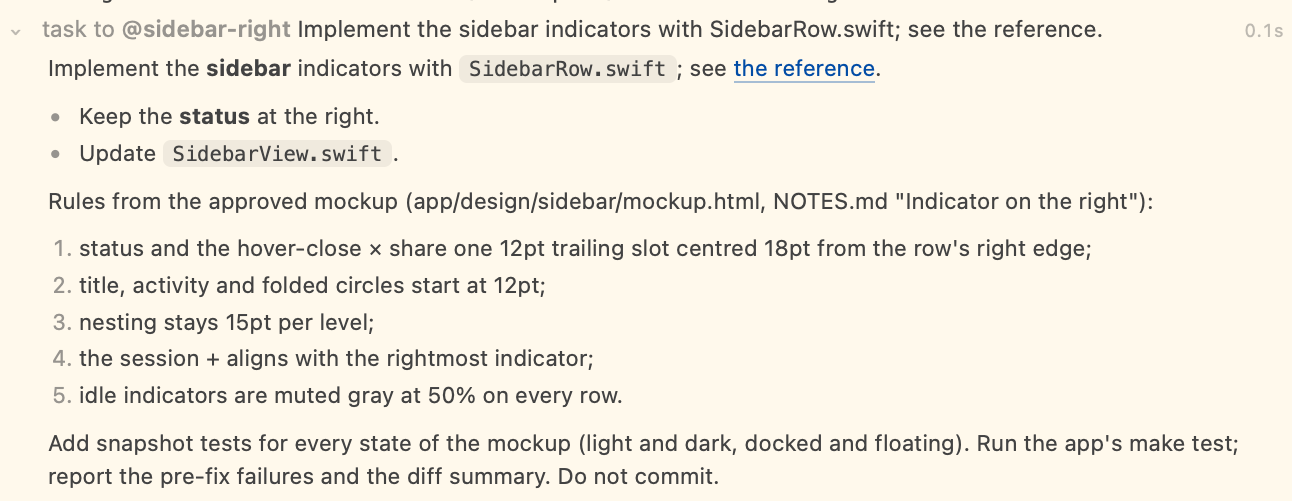 task to @sidebar-right Implement the sidebar indicators with SidebarRow.swift; see the reference.
0.1s
Implement the sidebar indicators with SidebarRow.swift; see the reference.
• Keep the status at the right.
• Update SidebarView.swift.
Rules from the approved mockup (app/design/sidebar/mockup.html, NOTES.md "Indicator on the right"):
1. status and the hover-close × share one 12pt trailing slot centred 18pt from the row's right edge;
2. title, activity and folded circles start at 12pt;
3. nesting stays 15pt per level;
4. the session + aligns with the rightmost indicator;
5. idle indicators are muted gray at 50% on every row.
Add snapshot tests for every state of the mockup (light and dark, docked and floating). Run the app's make test;
report the pre-fix failures and the diff summary. Do not commit.